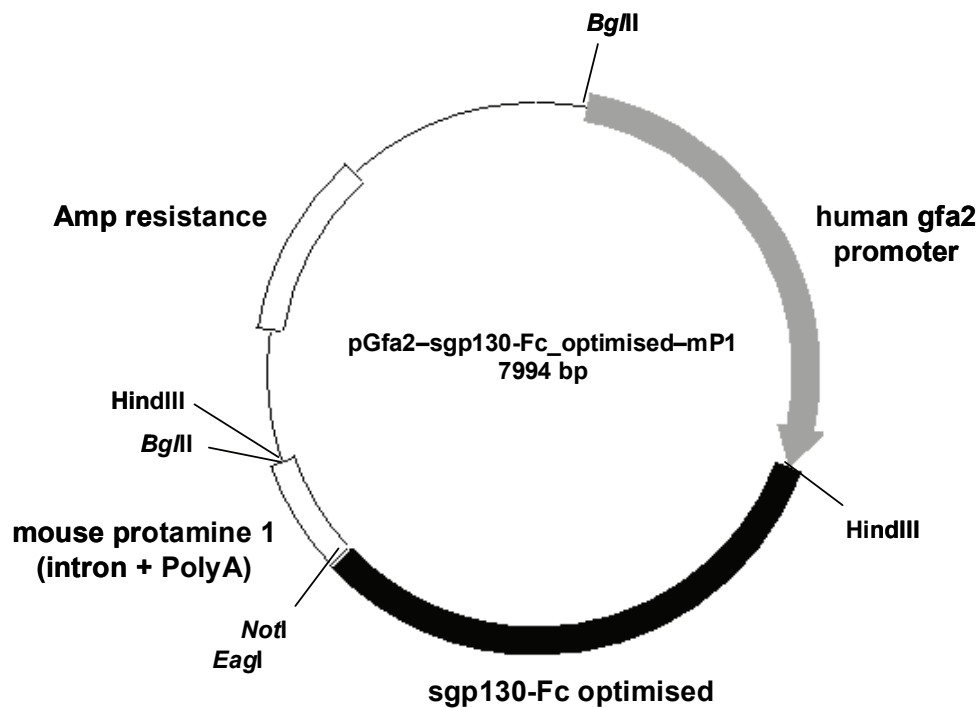 BglII
Amp resistance
human gfa2
promoter
pGfa2–sgp130-Fc_optimised–mP1
7994 bp
HindIII
BglII
mouse protamine 1
(intron + PolyA)
HindIII
NotI
EagI
sgp130-Fc optimised